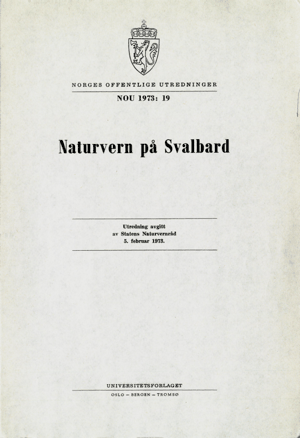 NORGES OFFENTLIGE UTREDNINGER
NOU 1973: 19
Naturvern på Svalbard
Utredning avgitt
av Statens Naturvernråd
5. februar 1972.
UNIVERSITETSFORLAGET
OSLO – BERGEN – TROMSØ